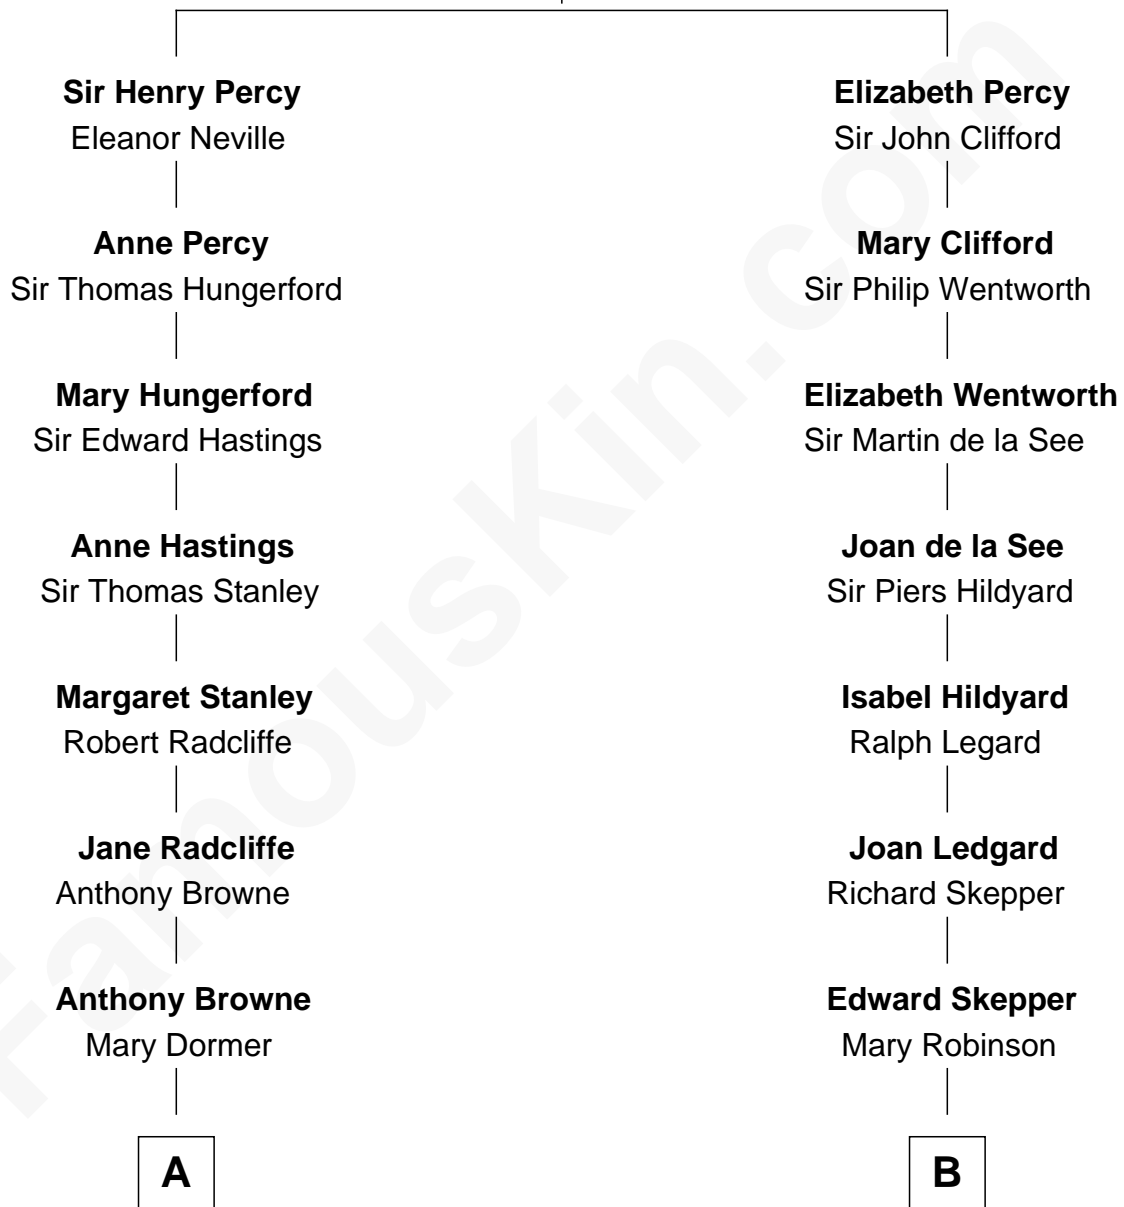 Sir Henry Percy
Eleanor Neville
Anne Percy
Sir Thomas Hungerford
Mary Hungerford
Sir Edward Hastings
Anne Hastings
Sir Thomas Stanley
Margaret Stanley
Robert Radcliffe
Jane Radcliffe
Anthony Browne
Anthony Browne
Mary Dormer
A
Elizabeth Percy
Sir John Clifford
Mary Clifford
Sir Philip Wentworth
Elizabeth Wentworth
Sir Martin de la See
Joan de la See
Sir Piers Hildyard
Isabel Hildyard
Ralph Legard
Joan Ledgard
Richard Skepper
Edward Skepper
Mary Robinson
B
FamousKin.com